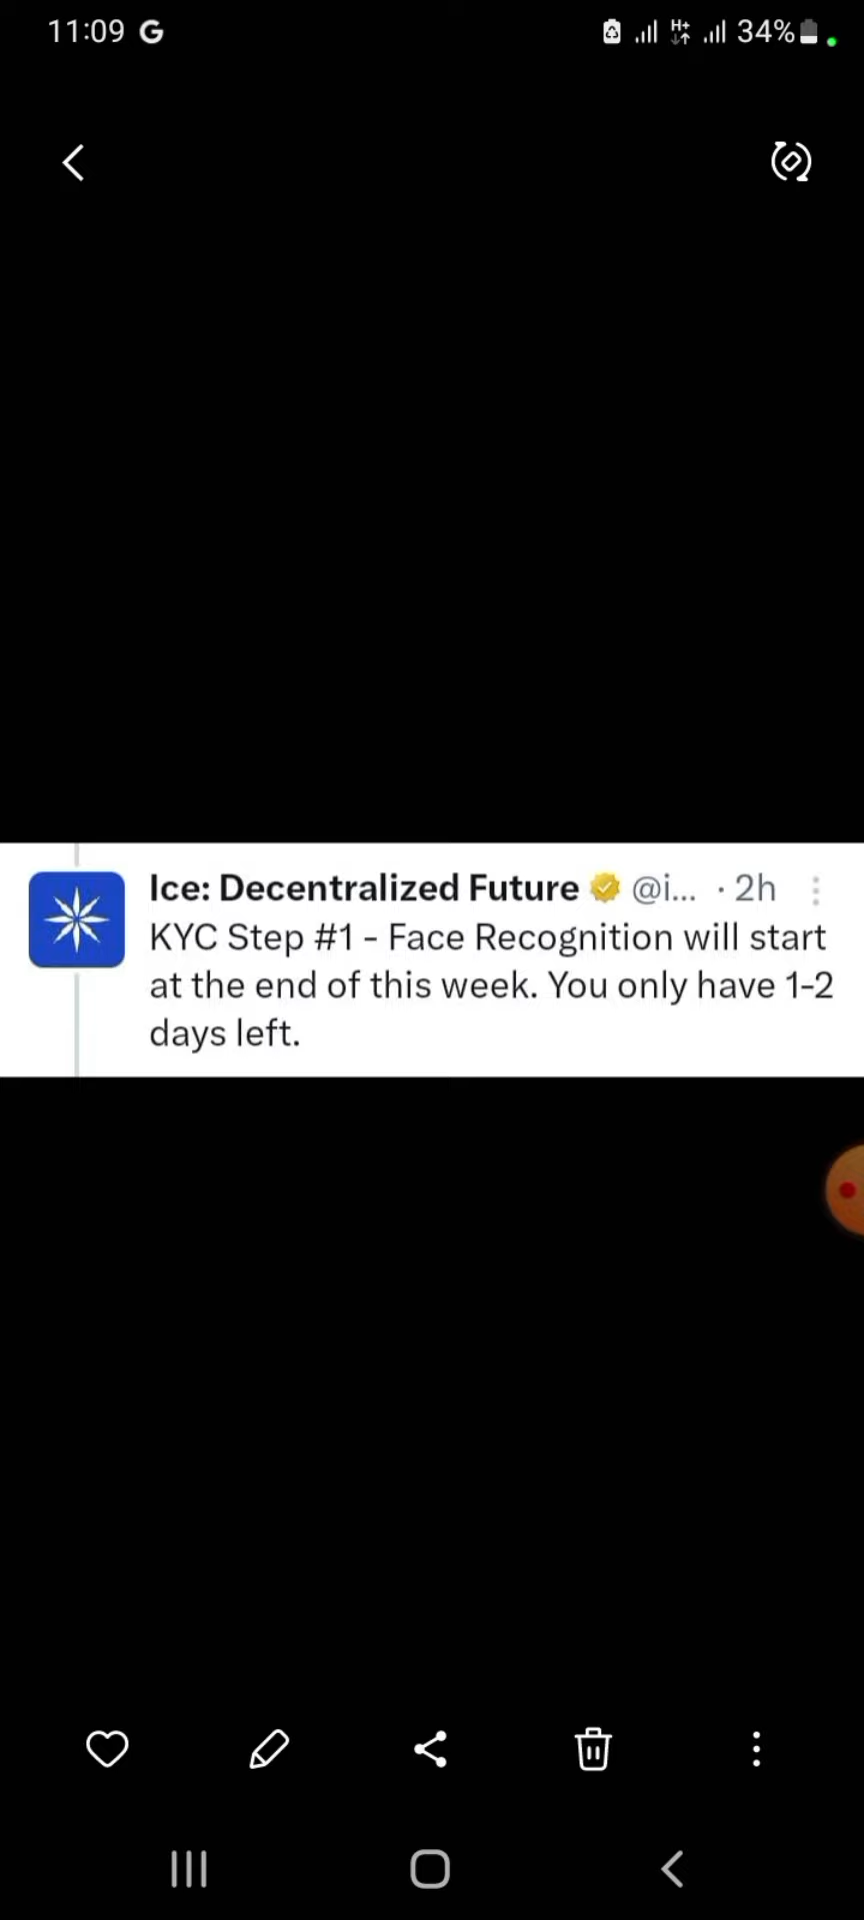 11:09 G H+ 34%
Ice: Decentralized Future @i... · 2h
KYC Step #1 - Face Recognition will start
at the end of this week. You only have 1-2
days left.